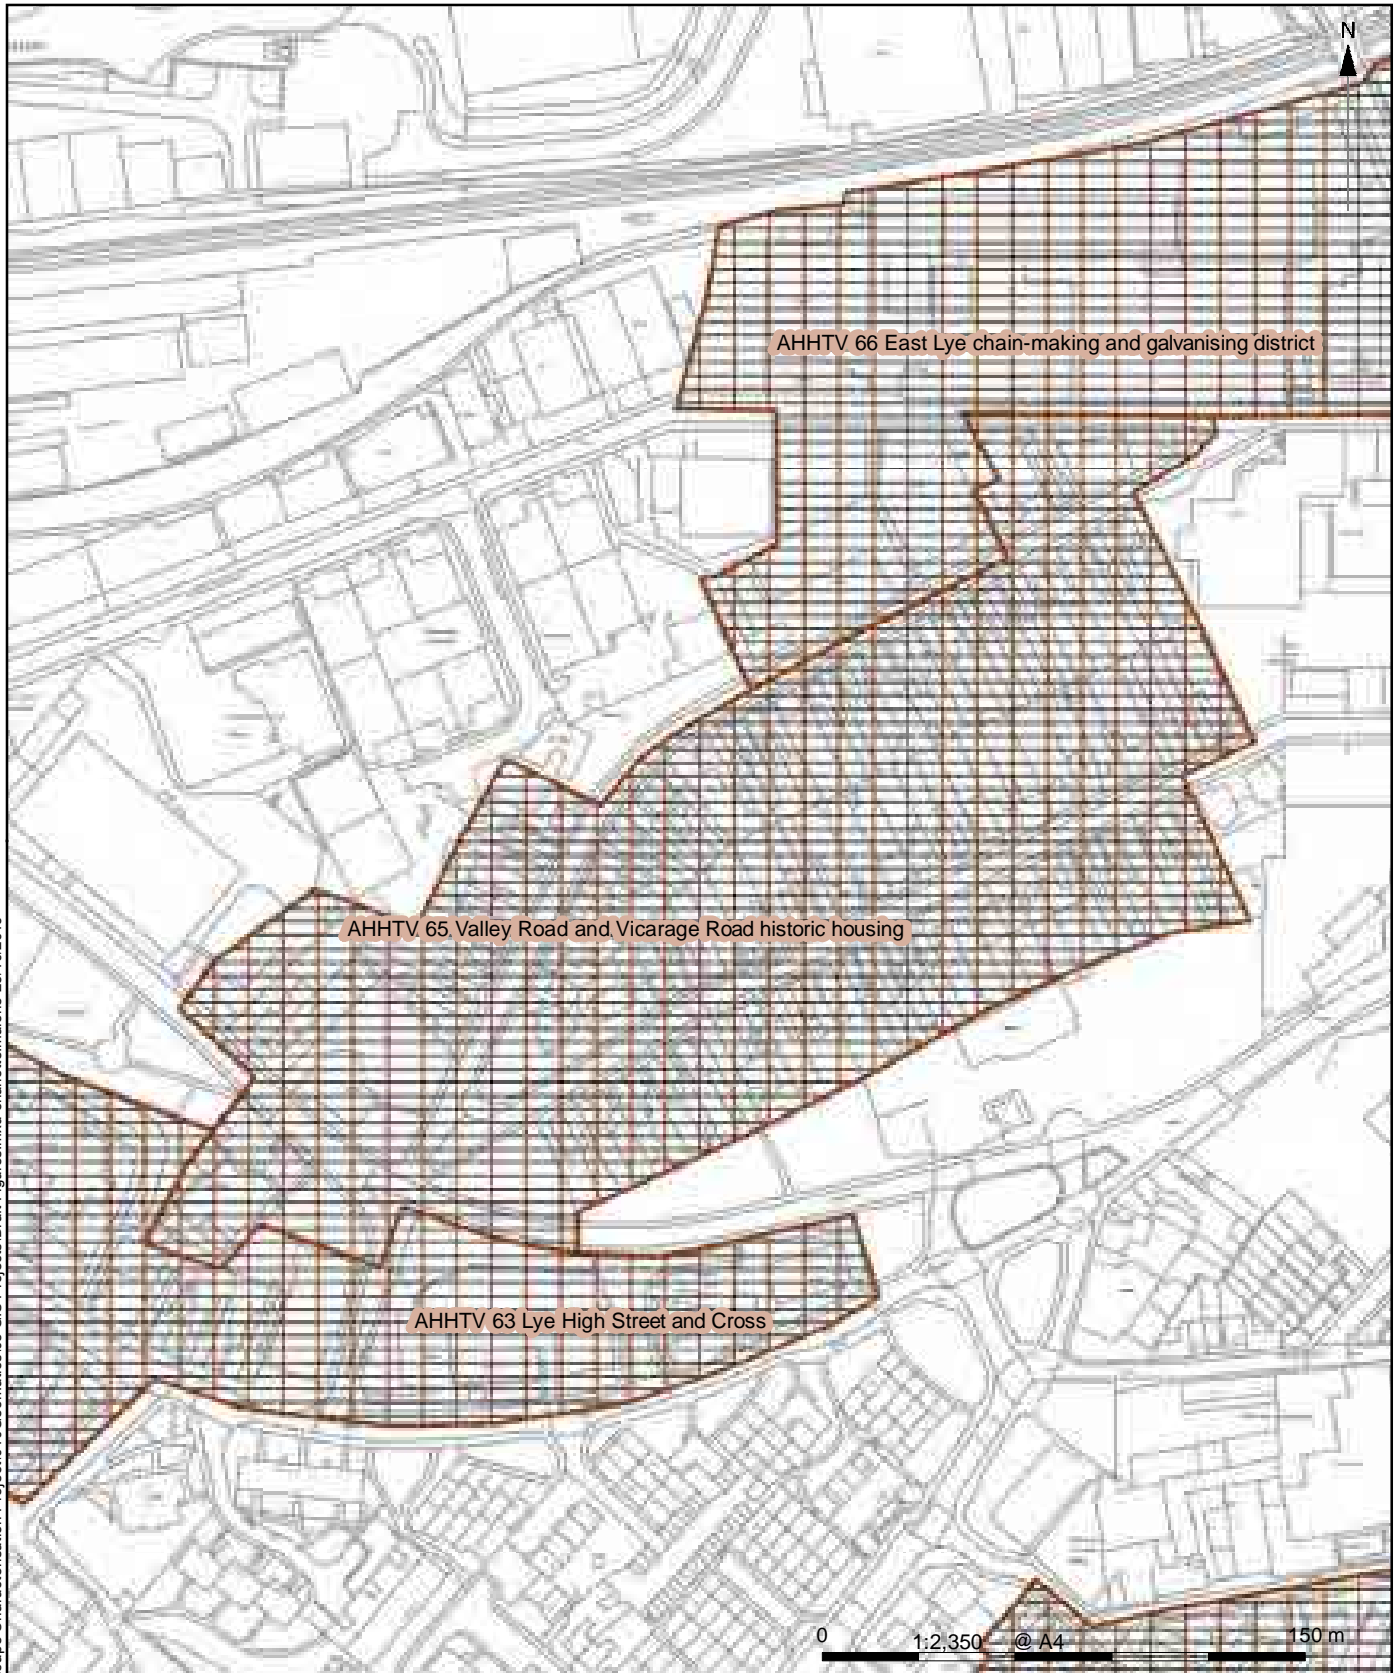 N
AHHTV 66 East Lye chain-making and galvanising district
AHHTV 65 Valley Road and Vicarage Road historic housing
AHHTV 63 Lye High Street and Cross
0 1:2,350 @ A4 150 m